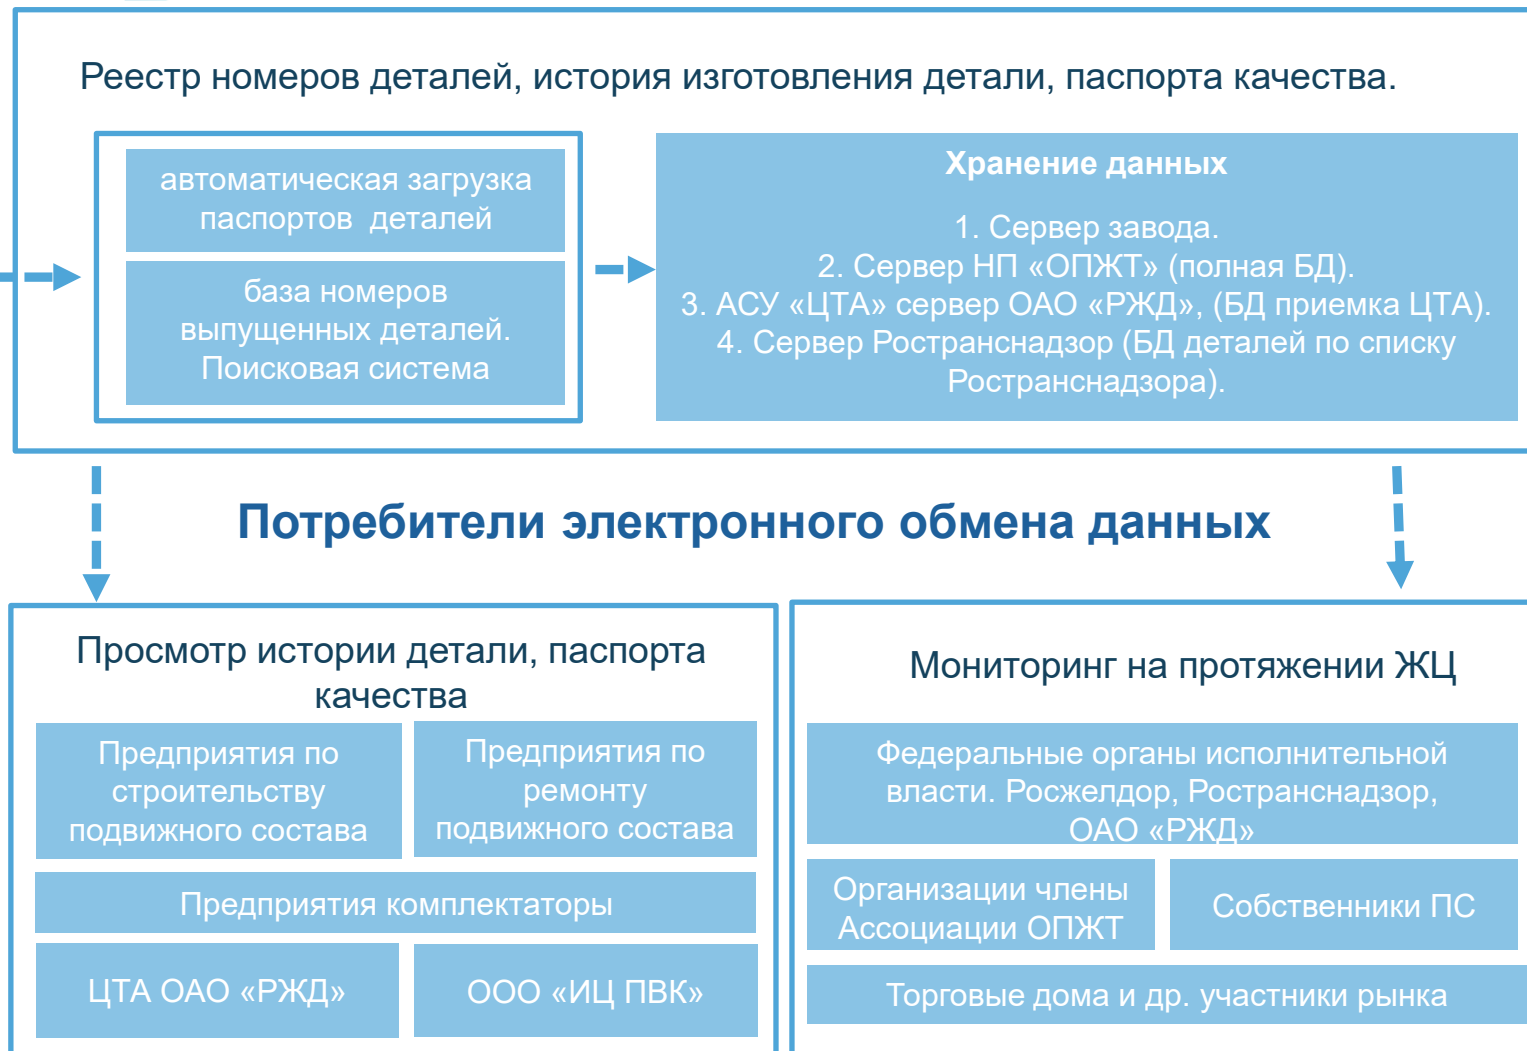 Реестр номеров деталей, история изготовления детали, паспорта качества.
автоматическая загрузка
паспортов деталей
база номеров
выпущенных деталей.
Поисковая система
Хранение данных
1. Сервер завода.
2. Сервер НП «ОПЖТ» (полная БД).
3. АСУ «ЦТА» сервер ОАО «РЖД», (БД приемка ЦТА).
4. Сервер Ространснадзор (БД деталей по списку
Ространснадзора).
Потребители электронного обмена данных
Просмотр истории детали, паспорта
качества
Предприятия по
строительству
подвижного состава
Предприятия по
ремонту
подвижного состава
Предприятия комплектаторы
ЦТА ОАО «РЖД»
ООО «ИЦ ПВК»
Мониторинг на протяжении ЖЦ
Федеральные органы исполнительной
власти. Росжелдор, Ространснадзор,
ОАО «РЖД»
Организации члены
Ассоциации ОПЖТ
Собственники ПС
Торговые дома и др. участники рынка